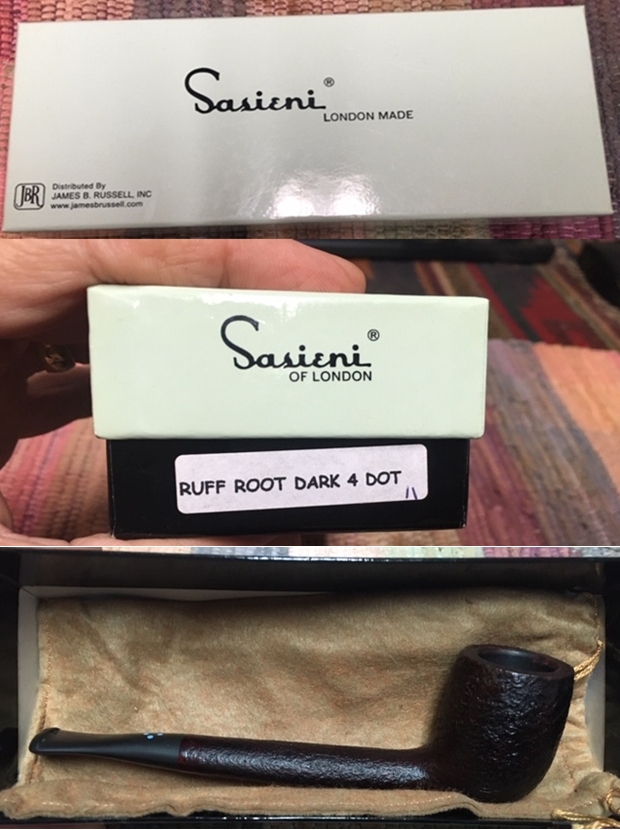 Sasieni®
LONDON MADE
JBR
Distributed By
JAMES B. RUSSELL, INC
www.jamesbrussell.com
Sasieni®
OF LONDON
RUFF ROOT DARK 4 DOT